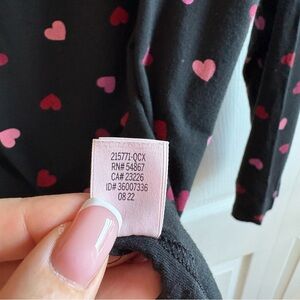 215771-QCX
RN# 54867
CA# 23226
ID# 36007336
08 22